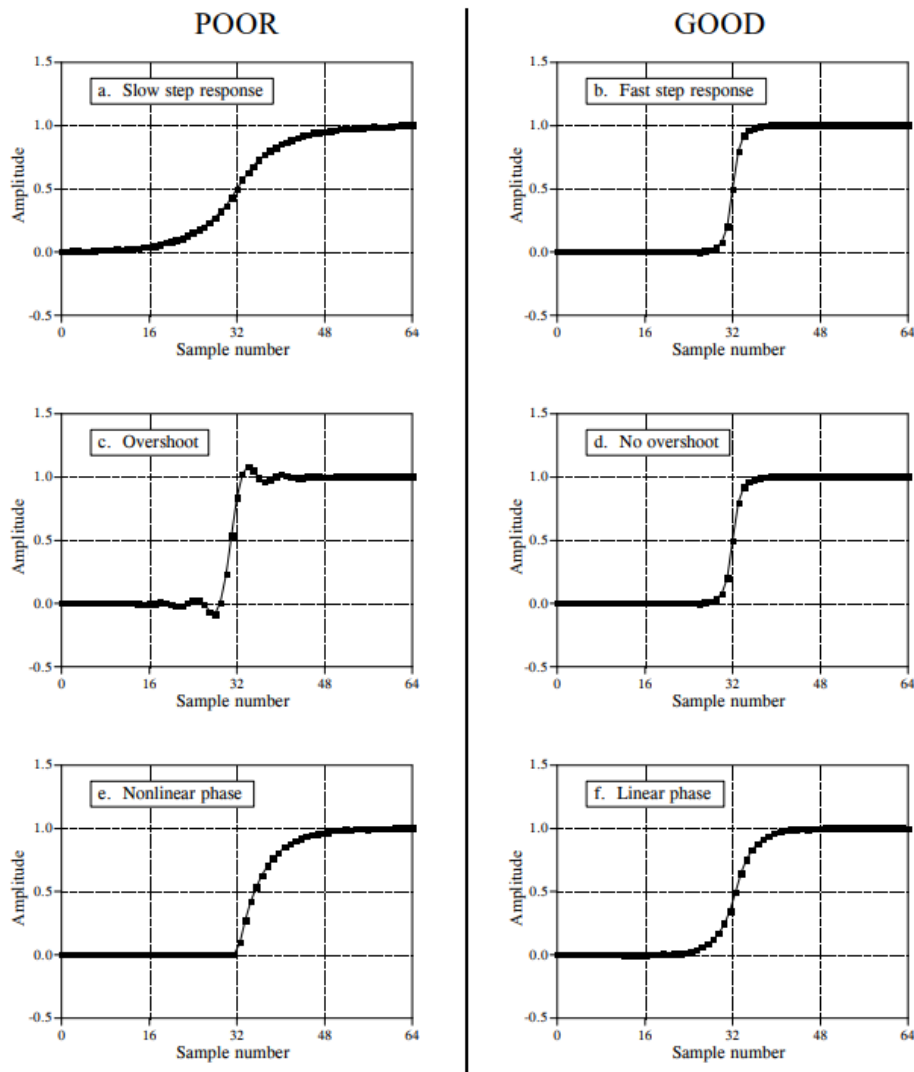 POOR
GOOD
a. Slow step response
1.5
1.0
0.5
0.0
-0.5
Amplitude
0 16 32 48 64
Sample number
b. Fast step response
1.5
1.0
0.5
0.0
-0.5
Amplitude
0 16 32 48 64
Sample number
c. Overshoot
1.5
1.0
0.5
0.0
-0.5
Amplitude
0 16 32 48 64
Sample number
d. No overshoot
1.5
1.0
0.5
0.0
-0.5
Amplitude
0 16 32 48 64
Sample number
e. Nonlinear phase
1.5
1.0
0.5
0.0
-0.5
Amplitude
0 16 32 48 64
Sample number
f. Linear phase
1.5
1.0
0.5
0.0
-0.5
Amplitude
0 16 32 48 64
Sample number